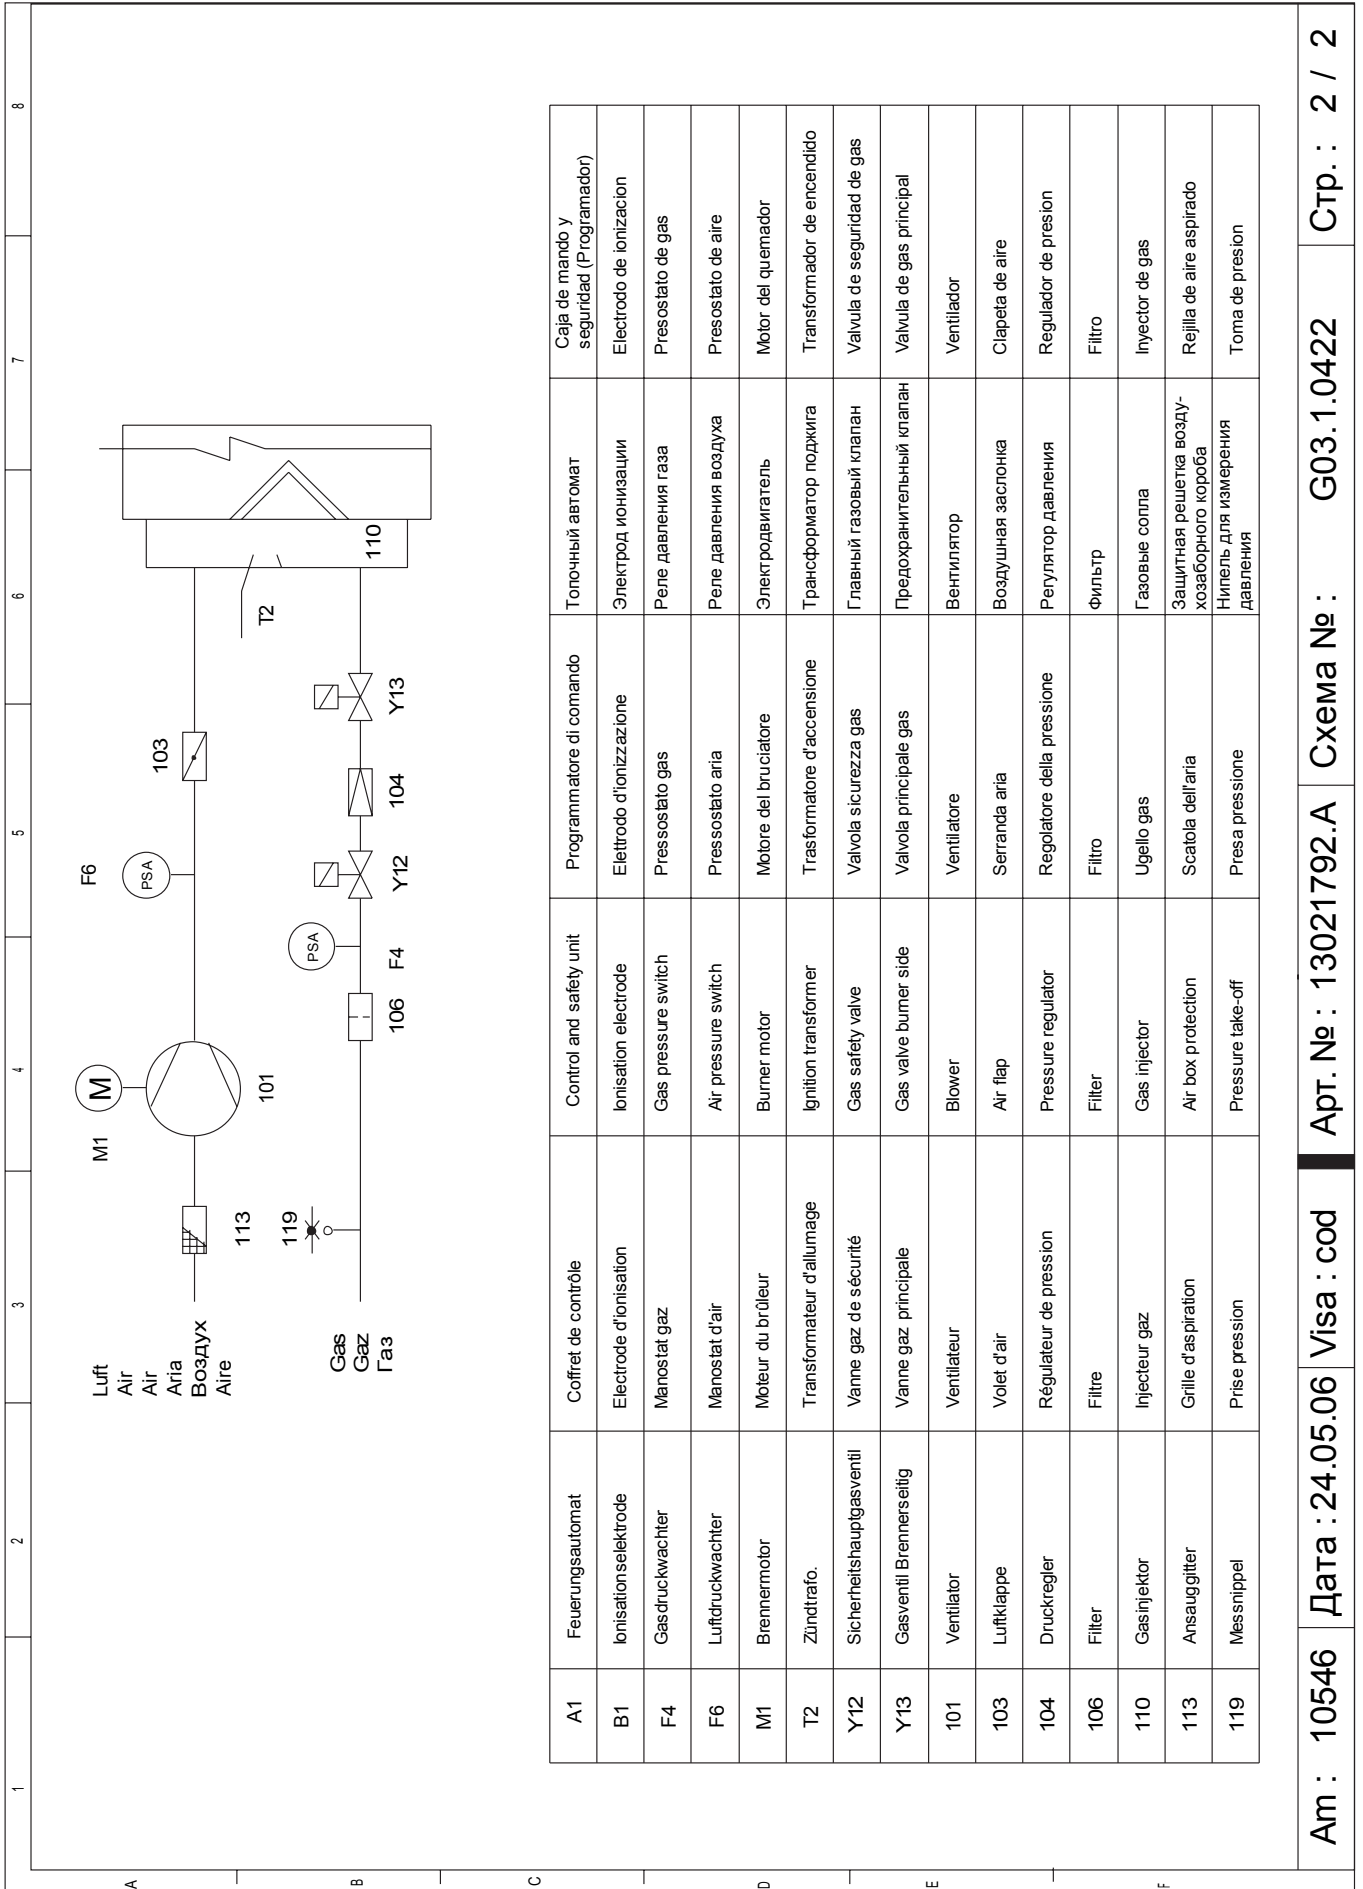 1 2 3 4 5 6 7 8
A
B
C
D
E
F
Luft
Air
Air
Aria
Воздух
Aire
Gas
Gaz
Газ
M1
M
101
113
119
F6
PSA
103
T2
110
106
F4
PSA
Y12
104
Y13
A1 Feuerungsautomat Coffret de contrôle Control and safety unit Programmatore di comando Топочный автомат Caja de mando y
seguridad (Programador)
B1 Ionisationselektrode Electrode d'ionisation Ionisation electrode Elettrodo d'ionizzazione Электрод ионизации Electrodo de ionizacion
F4 Gasdruckwachter Manostat gaz Gas pressure switch Pressostato gas Реле давления газа Presostato de gas
F6 Luftdruckwachter Manostat d'air Air pressure switch Pressostato aria Реле давления воздуха Presostato de aire
M1 Brennermotor Moteur du brûleur Burner motor Motore del bruciatore Электродвигатель Motor del quemador
T2 Zündtrafo. Transformateur d'allumage Ignition transformer Trasformatore d'accensione Трансформатор поджига Transformador de encendido
Y12 Sicherheitshauptgasventil Vanne gaz de sécurité Gas safety valve Valvola sicurezza gas Главный газовый клапан Valvula de seguridad de gas
Y13 Gasventil Brennerseitig Vanne gaz principale Gas valve burner side Valvola principale gas Предохранительный клапан Valvula de gas principal
101 Ventilator Ventilateur Blower Ventilatore Вентилятор Ventilador
103 Luftklappe Volet d'air Air flap Serranda aria Воздушная заслонка Clapeta de aire
104 Druckregler Régulateur de pression Pressure regulator Regolatore della pressione Регулятор давления Regulador de presion
106 Filter Filtre Filter Filtro Фильтр Filtro
110 Gasinjektor Injecteur gaz Gas injector Ugello gas Газовые сопла Inyector de gas
113 Ansauggitter Grille d'aspiration Air box protection Scatola dell'aria Защитная решетка возду-
хозаборного короба Rejilla de aire aspirado
119 Messnippel Prise pression Pressure take-off Presa pressione Нипель для измерения
давления Toma de presion
Am : 10546 Дата : 24.05.06 Visa : cod Арт. № : 13021792.A Схема № : G03.1.0422 Стр. : 2 / 2